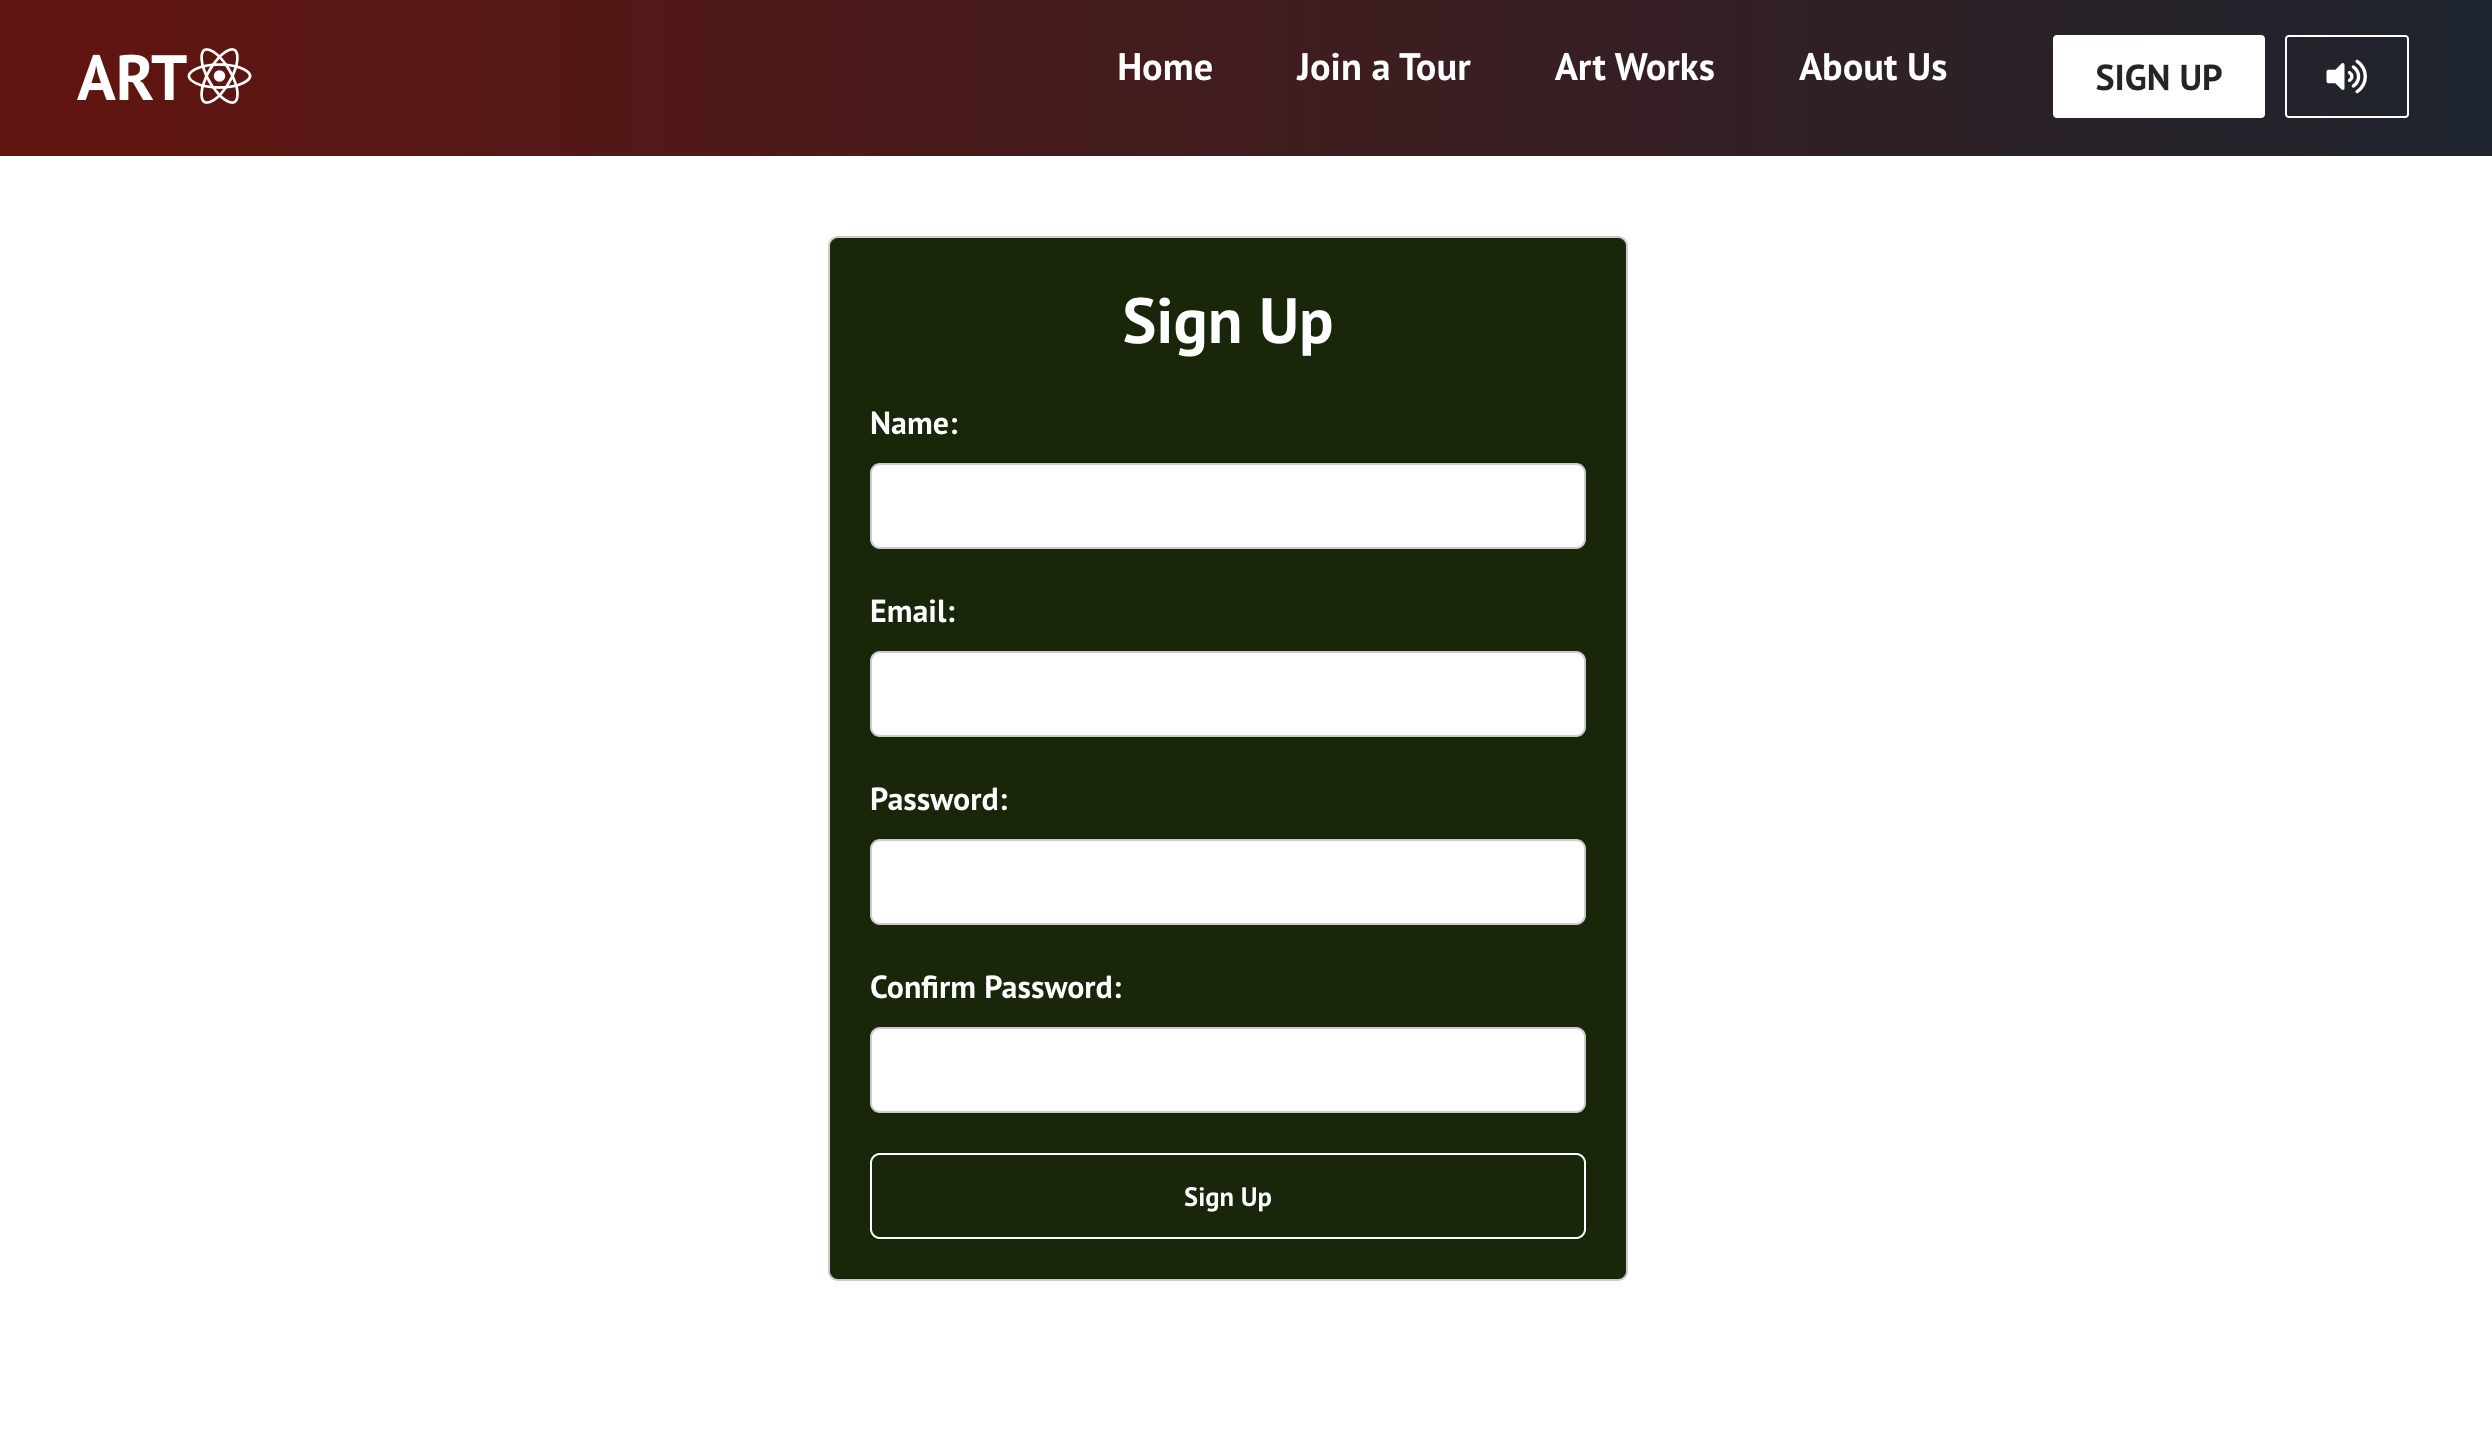 ART
Home Join a Tour Art Works About Us SIGN UP
Sign Up
Name:
Email:
Password:
Confirm Password:
Sign Up